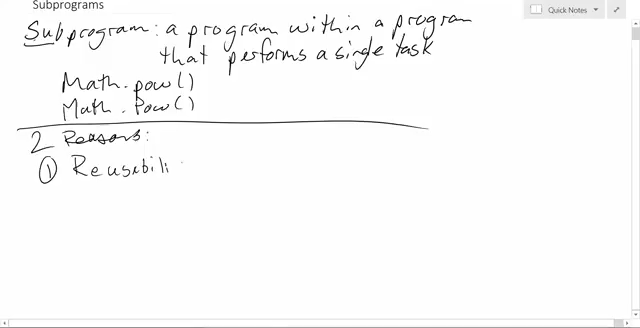 Subprograms
Subprogram: a program within a program
that performs a single task
Math.pow()
Math.Pow()
2 Reasons:
① Reusabili
Quick Notes